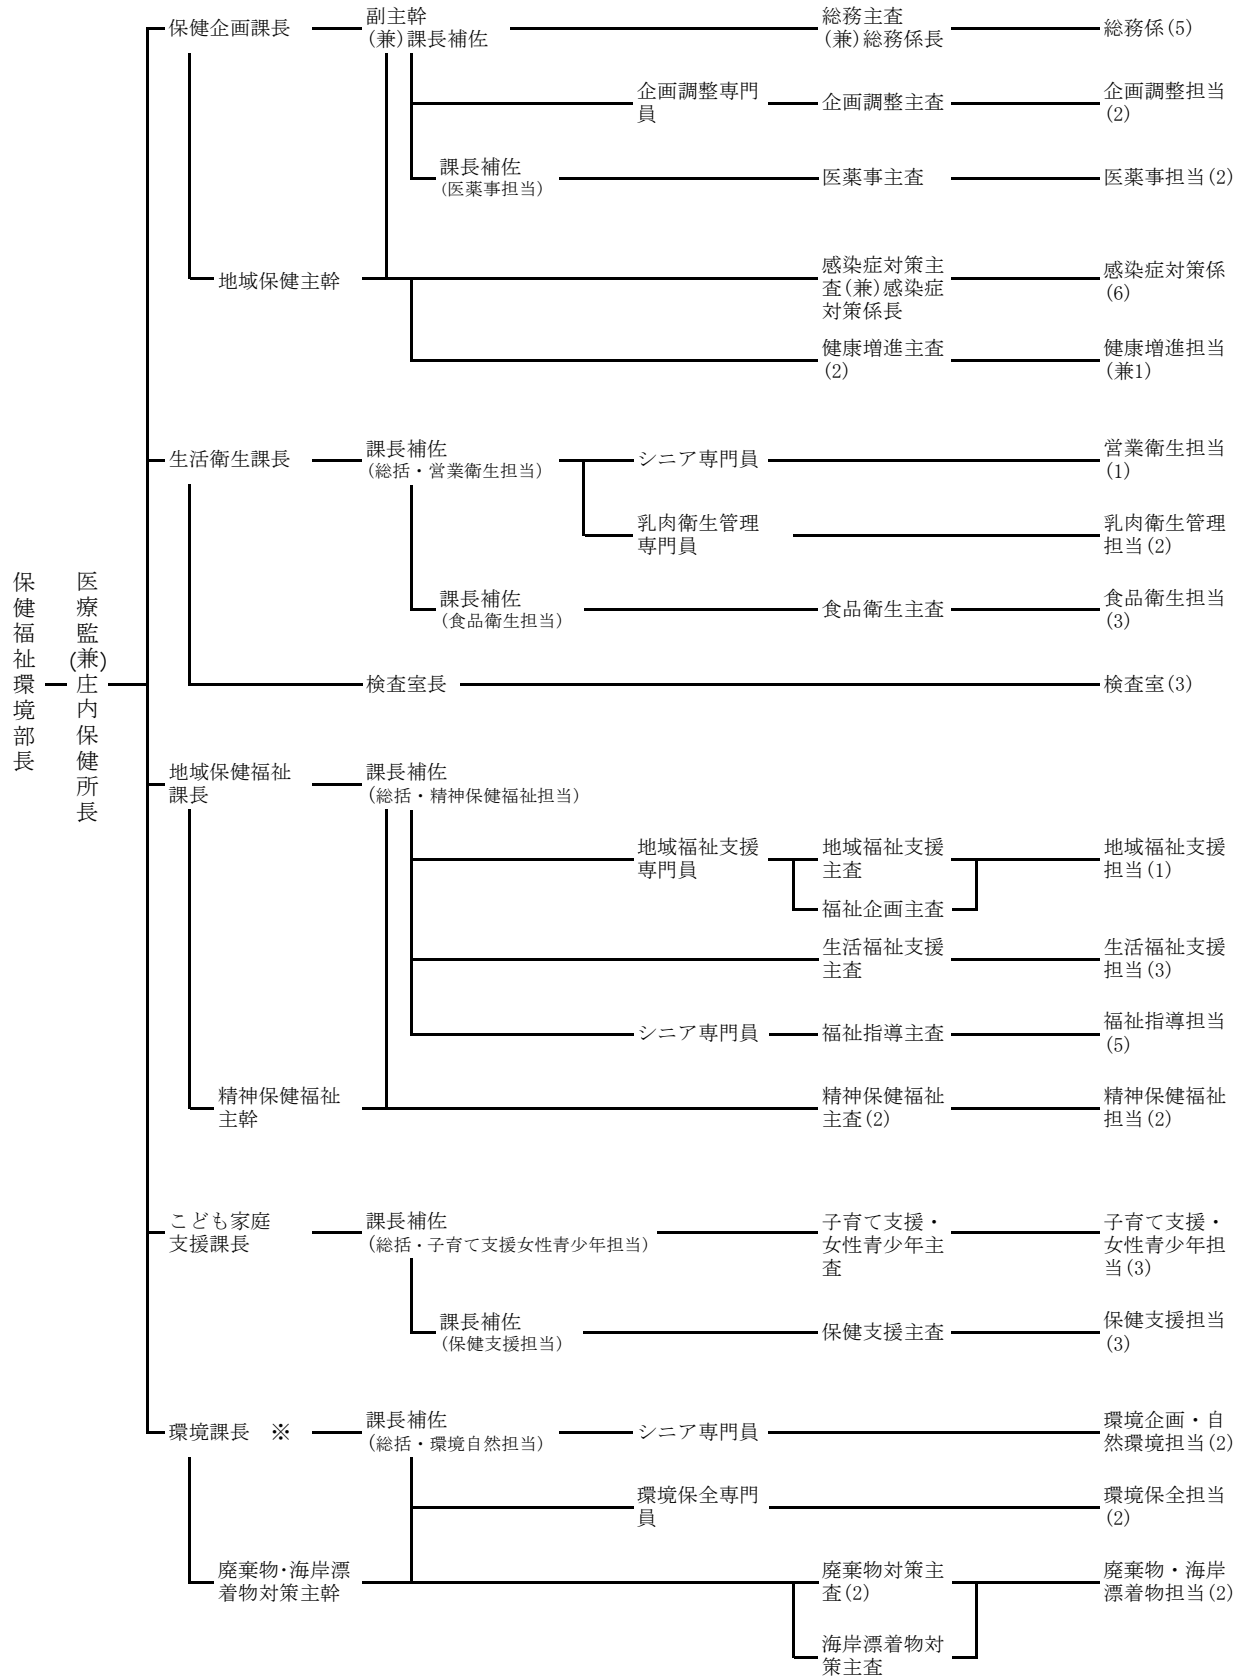 保健福祉環境部長
医療監(兼)庄内保健所長
保健企画課長
副主幹
(兼)課長補佐
総務主査
(兼)総務係長
総務係(5)
企画調整専門
員
企画調整主査
企画調整担当
(2)
課長補佐
(医薬事担当)
医薬事主査
医薬事担当(2)
地域保健主幹
感染症対策主
査(兼)感染症
対策係長
感染症対策係
(6)
健康増進主査
(2)
健康増進担当
(兼1)
生活衛生課長
課長補佐
(総括・営業衛生担当)
シニア専門員
営業衛生担当
(1)
乳肉衛生管理
専門員
乳肉衛生管理
担当(2)
課長補佐
(食品衛生担当)
食品衛生主査
食品衛生担当
(3)
検査室長
検査室(3)
地域保健福祉
課長
課長補佐
(総括・精神保健福祉担当)
地域福祉支援
専門員
地域福祉支援
主査
福祉企画主査
地域福祉支援
担当(1)
生活福祉支援
主査
生活福祉支援
担当(3)
シニア専門員
福祉指導主査
福祉指導担当
(5)
精神保健福祉
主幹
精神保健福祉
主査(2)
精神保健福祉
担当(2)
こども家庭
支援課長
課長補佐
(総括・子育て支援女性青少年担当)
子育て支援・
女性青少年主
査
子育て支援・
女性青少年担
当(3)
課長補佐
(保健支援担当)
保健支援主査
保健支援担当
(3)
環境課長 ※
課長補佐
(総括・環境自然担当)
シニア専門員
環境企画・自
然環境担当(2)
環境保全専門
員
環境保全担当
(2)
廃棄物・海岸漂
着物対策主幹
廃棄物対策主
査(2)
海岸漂着物対
策主査
廃棄物・海岸
漂着物担当(2)